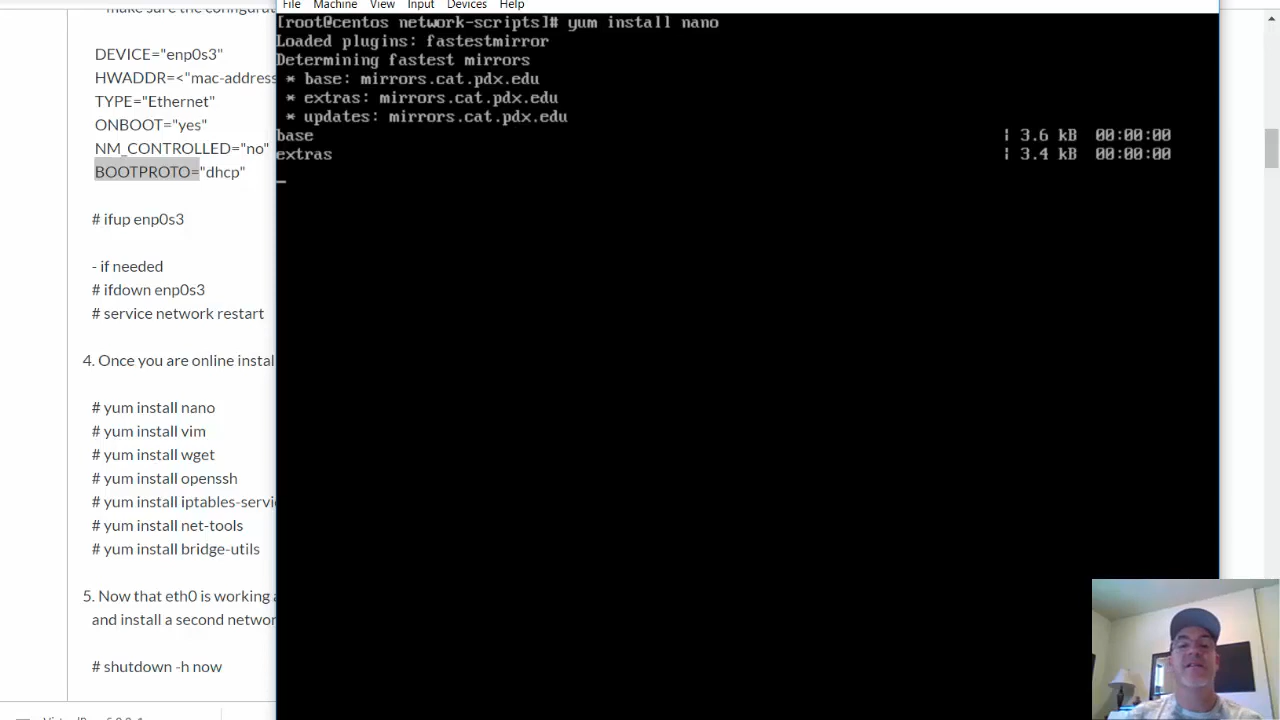 make sure the configurat
DEVICE="enp0s3"
HWADDR=<"mac-address
TYPE="Ethernet"
ONBOOT="yes"
NM_CONTROLLED="no"
BOOTPROTO="dhcp"
# ifup enp0s3
- if needed
# ifdown enp0s3
# service network restart
4. Once you are online instal
# yum install nano
# yum install vim
# yum install wget
# yum install openssh
# yum install iptables-servi
# yum install net-tools
# yum install bridge-utils
5. Now that eth0 is working a
and install a second networ
# shutdown -h now
File Machine View Input Devices Help
[root@centos network-scripts]# yum install nano
Loaded plugins: fastestmirror
Determining fastest mirrors
* base: mirrors.cat.pdx.edu
* extras: mirrors.cat.pdx.edu
* updates: mirrors.cat.pdx.edu
base | 3.6 kB 00:00:00
extras | 3.4 kB 00:00:00
_